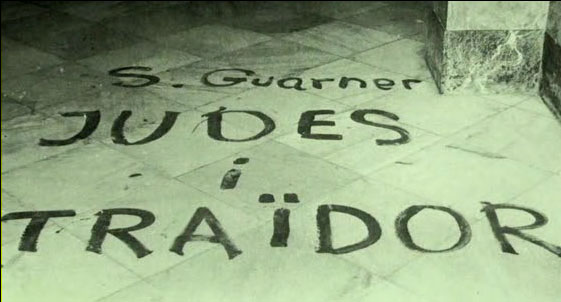 S. Guarner
JUDES
i
TRAÏDOR